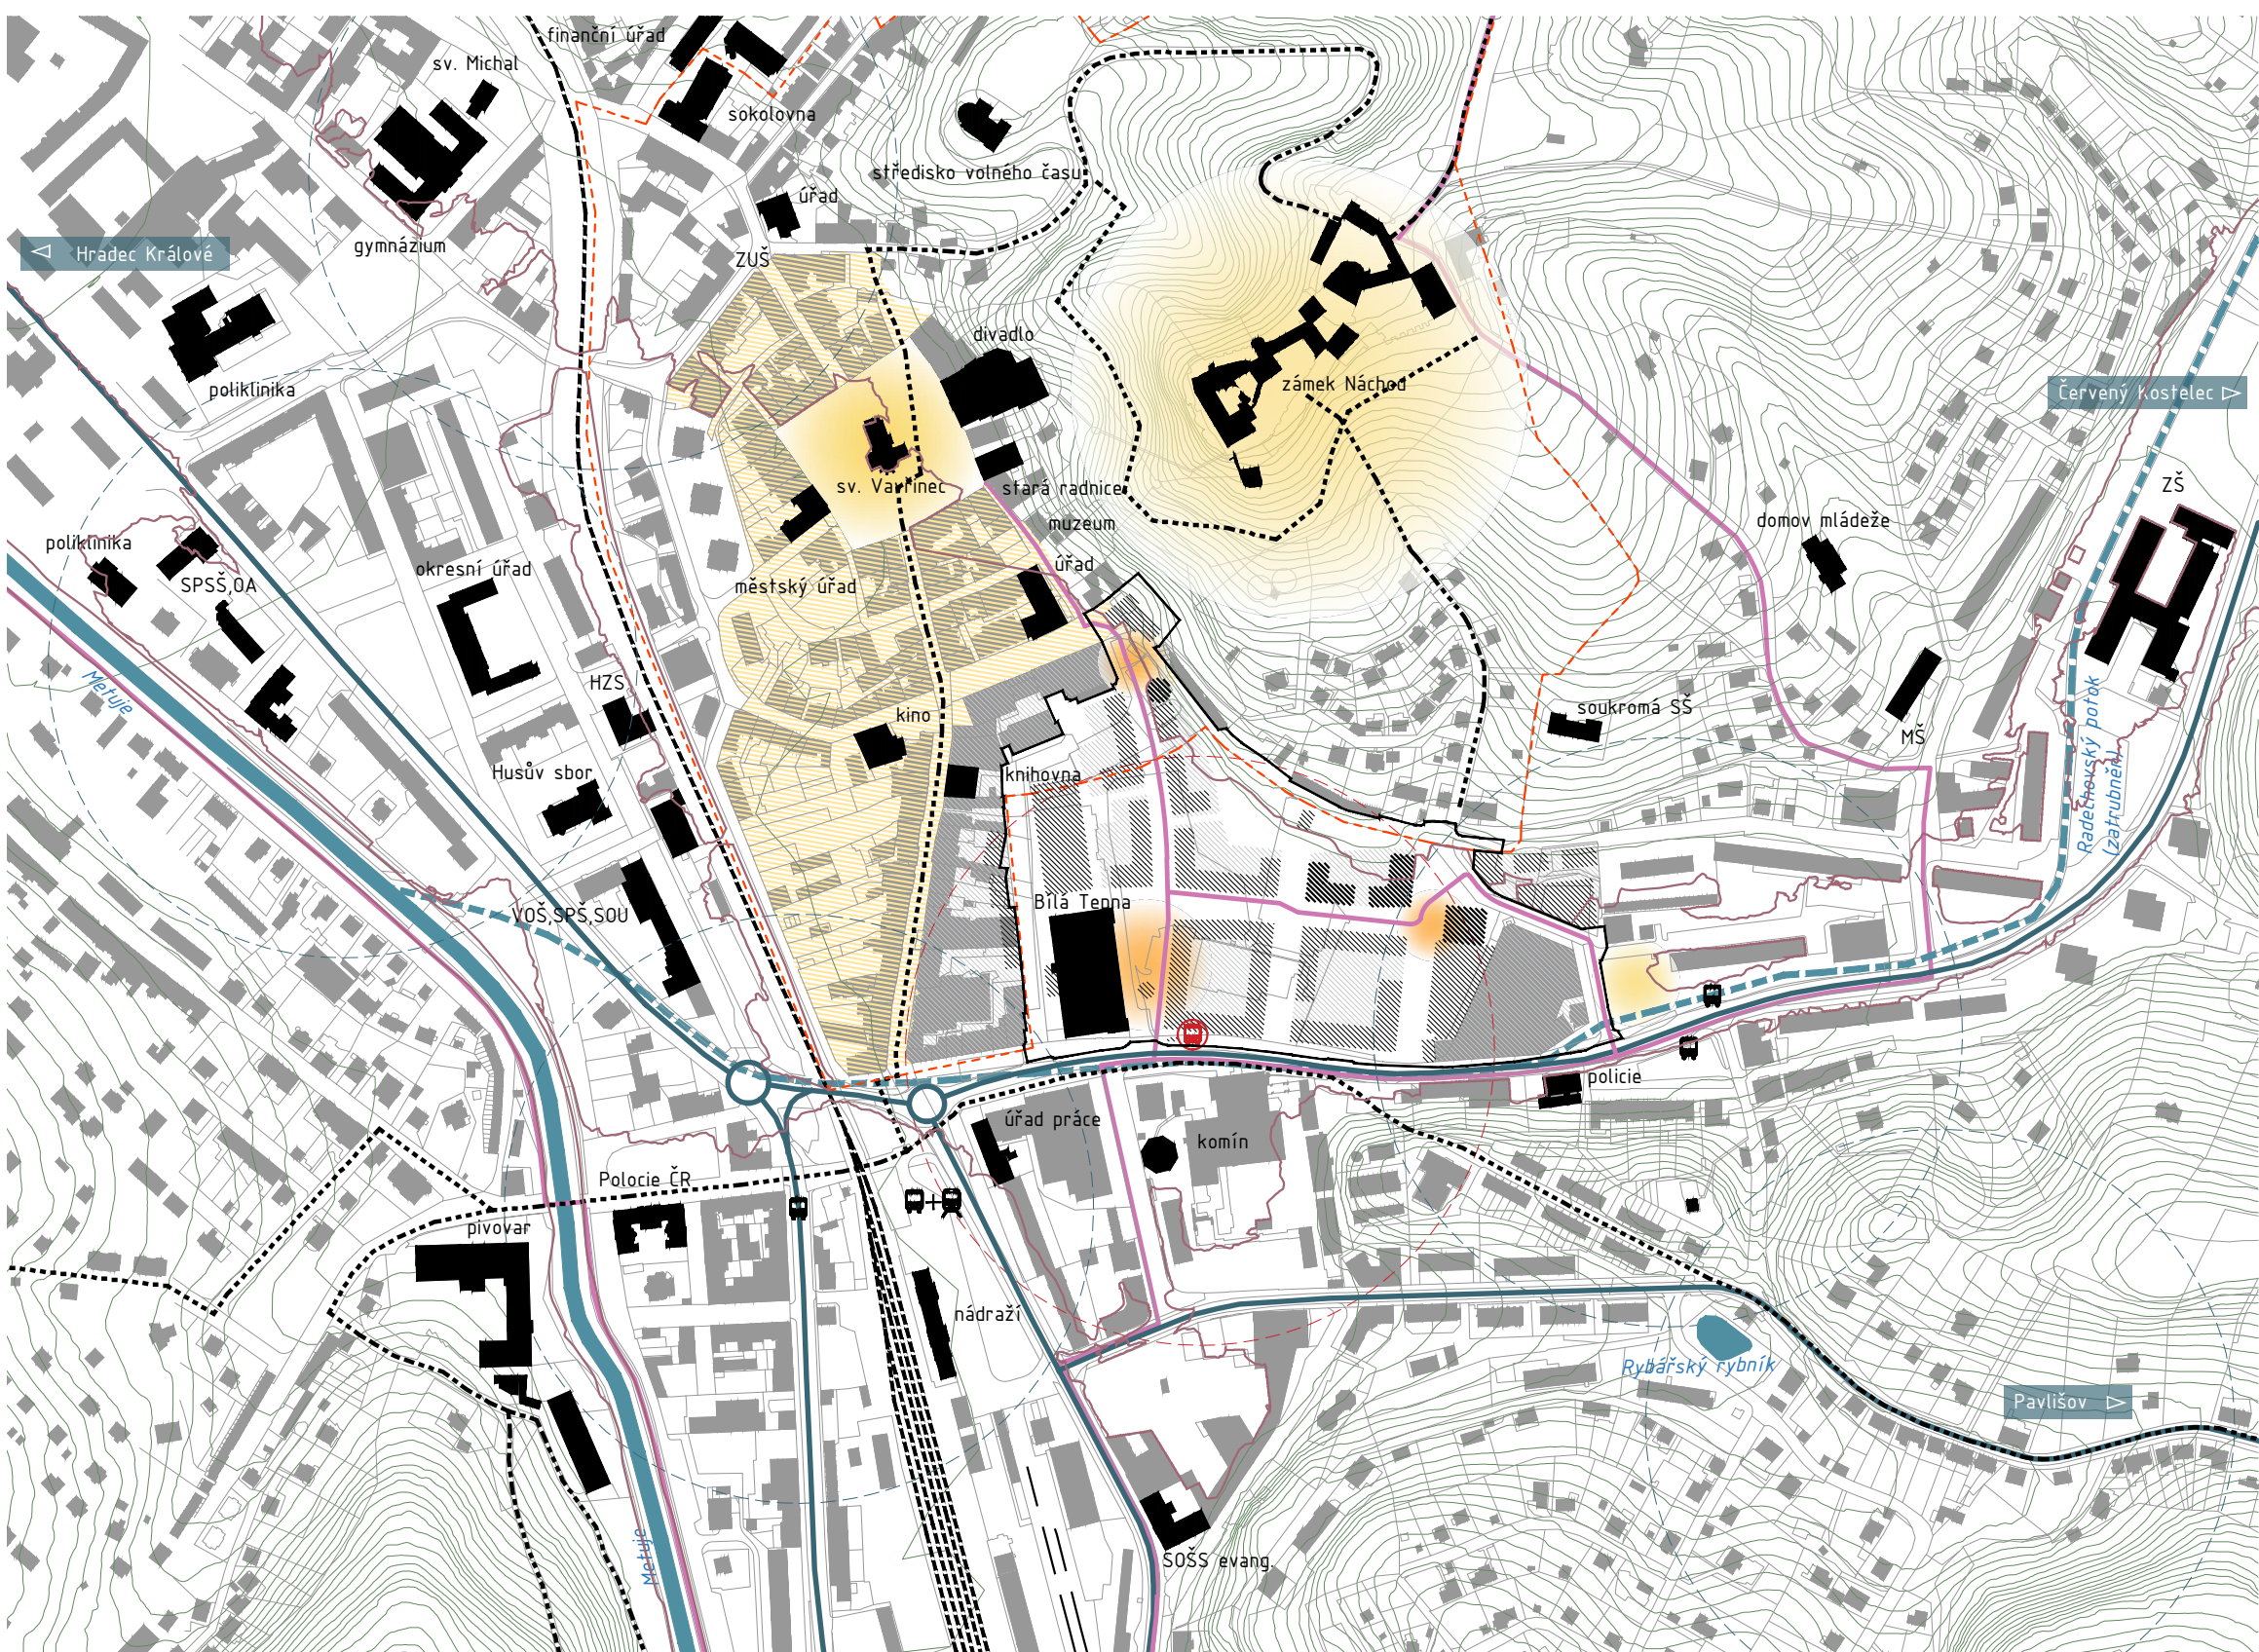 finanční úřad
sv. Michal
sokolovna
středisko volného času
úřad
gymnázium
Hradec Králové
ZUŠ
divadlo
poliklinika
zámek Náchod
Červený Kostelec
sv. Vavřinec
stará radnice
muzeum
ZŠ
domov mládeže
poliklinika
SPSŠ,OA
okresní úřad
městský úřad
úřad
Metuje
HZS
kino
soukromá SŠ
MŠ
Radechovský potok
(zatrubněn)
Husův sbor
knihovna
Bílá Tepna
VOŠ,SPŠ,SOU
policie
úřad práce
komín
Polocie ČR
+
pivovar
nádraží
Rybářský rybník
Pavlišov
Metuje
SOŠS evang.